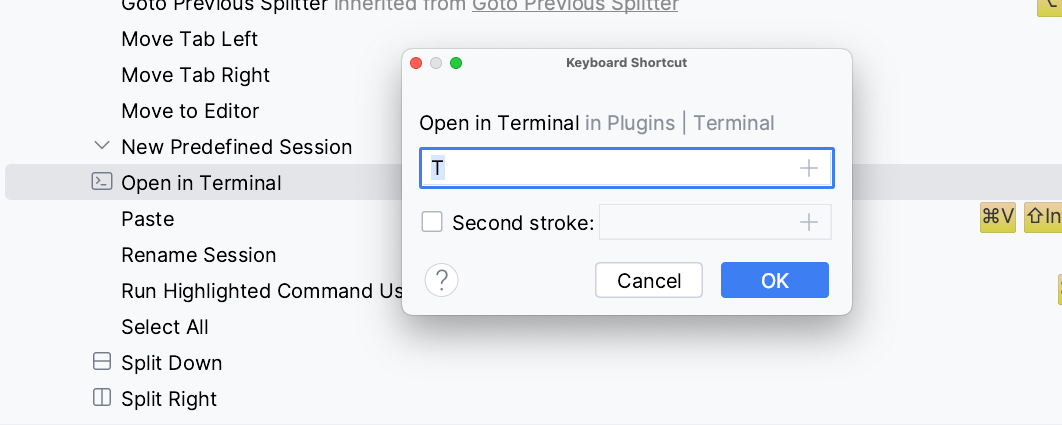 Goto Previous Splitter inherited from Goto Previous Splitter
Move Tab Left
Move Tab Right
Move to Editor
New Predefined Session
Open in Terminal
Paste ⌘V ⇧In
Rename Session
Run Highlighted Command Us
Select All
Split Down
Split Right
Keyboard Shortcut
Open in Terminal in Plugins | Terminal
T
Second stroke:
? Cancel OK